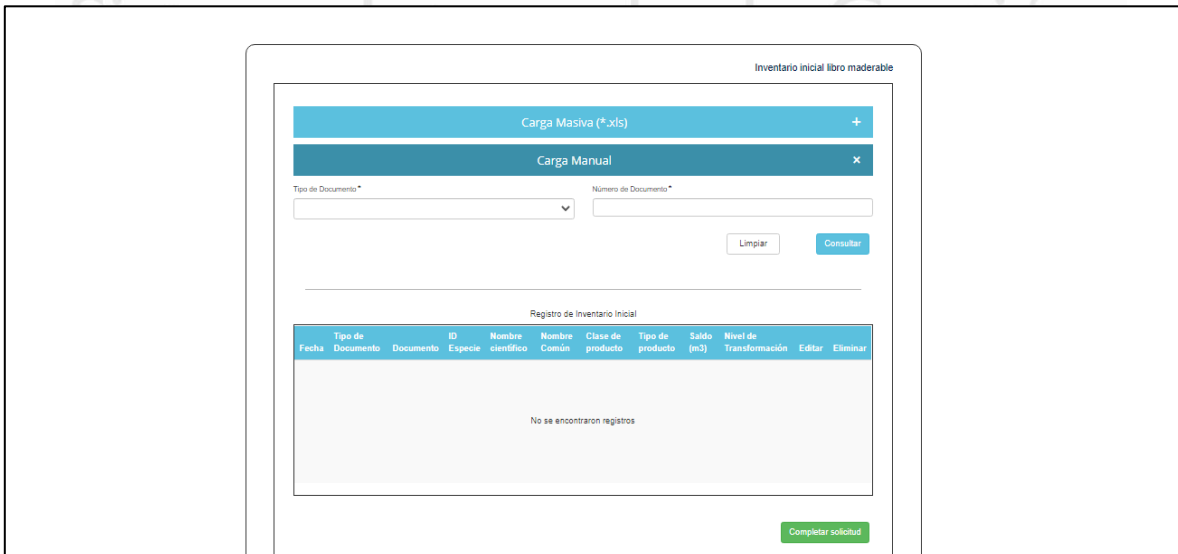 Inventario inicial libro maderable
Carga Masiva (*.xls) +
Carga Manual ×
Tipo de Documento * Número de Documento *
Limpiar Consultar
Registro de Inventario Inicial
Fecha Tipo de Documento Documento ID Especie Nombre científico Nombre Común Clase de producto Tipo de producto Saldo (m3) Nivel de Transformación Editar Eliminar
No se encontraron registros
Completar solicitud